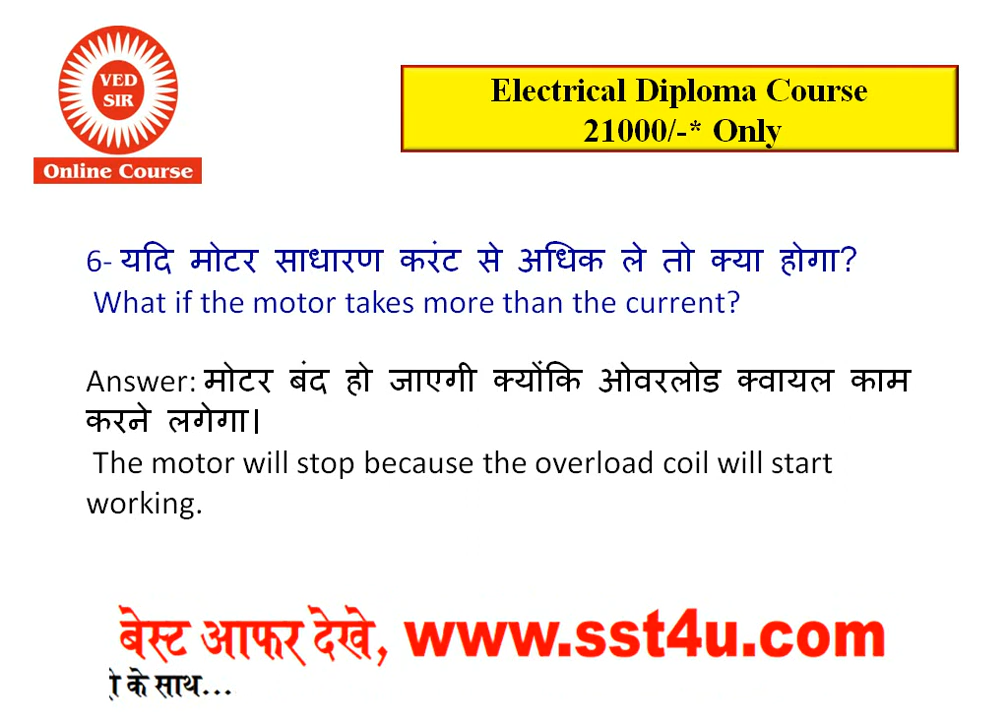 VED
SIR
Online Course
Electrical Diploma Course
21000/-* Only
6- यदि मोटर साधारण करंट से अधिक ले तो क्या होगा?
What if the motor takes more than the current?
Answer: मोटर बंद हो जाएगी क्योंकि ओवरलोड क्वायल काम
करने लगेगा।
The motor will stop because the overload coil will start
working.
बेस्ट आफर देखे, www.sst4u.com
के साथ...